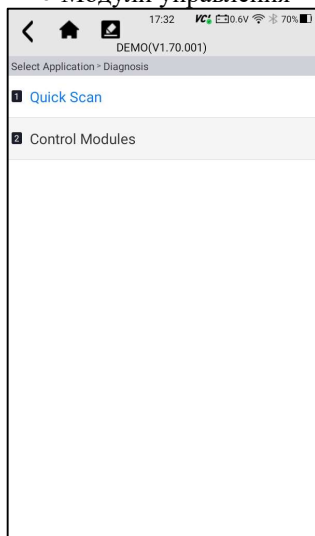 Модули управления
17:32 VCI 0.6V 70%
DEMO(V1.70.001)
Select Application > Diagnosis
1 Quick Scan
2 Control Modules